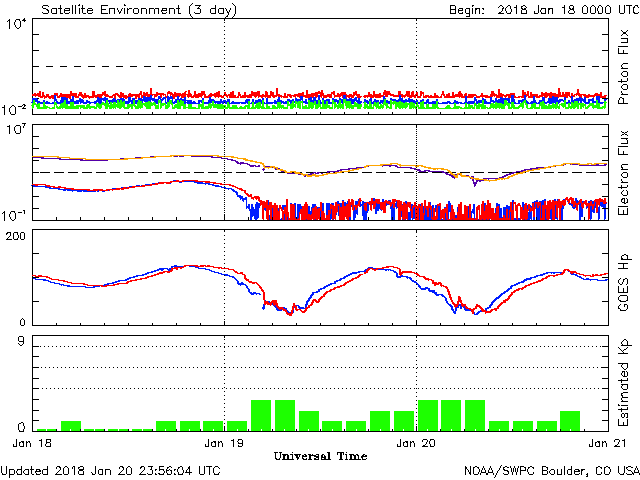 Satellite Environment (3 day) Begin: 2018 Jan 18 0000 UTC
10^4
10^-2
Proton Flux
10^7
10^-1
Electron Flux
200
0
GOES Hp
9
0
Estimated Kp
Jan 18 Jan 19 Jan 20 Jan 21
Universal Time
Updated 2018 Jan 20 23:56:04 UTC NOAA/SWPC Boulder, CO USA